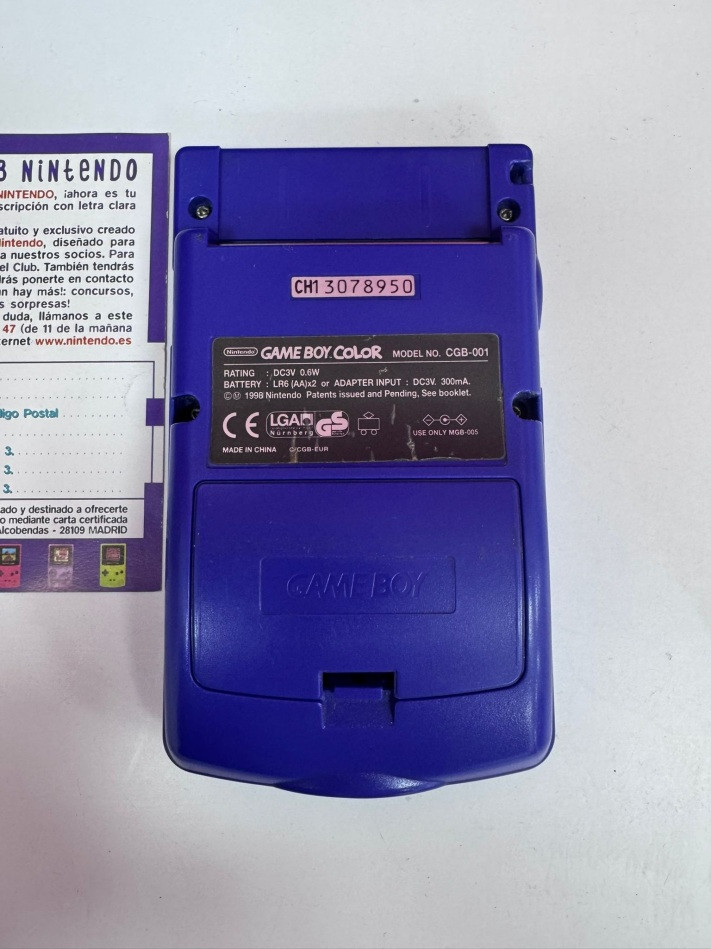 B NINtENDO
NINTENDO, ¡ahora es tu
scripción con letra clara
atuito y exclusivo creado
Nintendo, diseñado para
a nuestros socios. Para
el Club. También tendrás
drás ponerte en contacto
n hay más!: concursos,
s sorpresas!
duda, llámanos a este
47 (de 11 de la mañana
ernet www.nintendo.es
digo Postal
3.
3.
3.
ado y destinado a ofrecerte
o mediante carta certificada
Alcobendas - 28109 MADRID
CH13078950
Nintendo GAME BOY COLOR MODEL NO. CGB-001
RATING : DC3V 0.6W
BATTERY : LR6 (AA)x2 or ADAPTER INPUT : DC3V. 300mA.
©Ⓜ 1998 Nintendo Patents issued and Pending, See booklet.
CE LGA Nürnberg GS
USE ONLY MGB-005
MADE IN CHINA C/CGB-EUR
GAME BOY